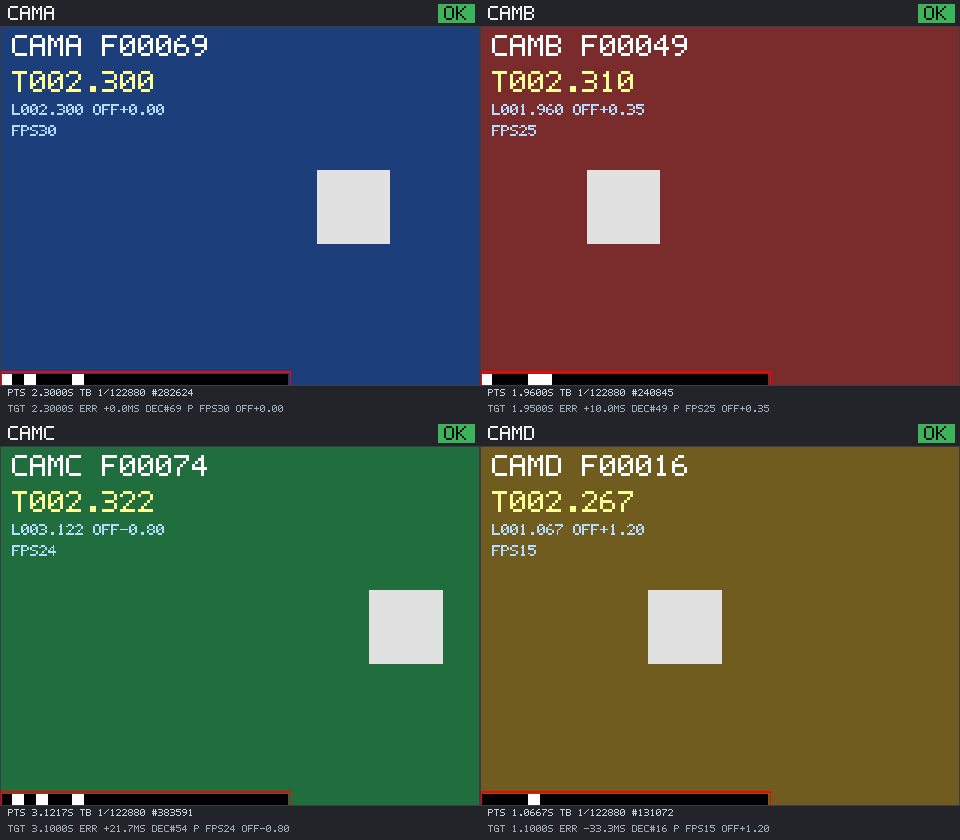 CAMA OK
CAMA F00069
T002.300
L002.300 OFF+0.00
FPS30
PTS 2.3000S TB 1/122880 #282624
TGT 2.3000S ERR +0.0MS DEC#69 P FPS30 OFF+0.00
CAMB OK
CAMB F00049
T002.310
L001.960 OFF+0.35
FPS25
PTS 1.9600S TB 1/122880 #240845
TGT 1.9500S ERR +10.0MS DEC#49 P FPS25 OFF+0.35
CAMC OK
CAMC F00074
T002.322
L003.122 OFF-0.80
FPS24
PTS 3.1217S TB 1/122880 #383591
TGT 3.1000S ERR +21.7MS DEC#54 P FPS24 OFF-0.80
CAMD OK
CAMD F00016
T002.267
L001.067 OFF+1.20
FPS15
PTS 1.0667S TB 1/122880 #131072
TGT 1.1000S ERR -33.3MS DEC#16 P FPS15 OFF+1.20